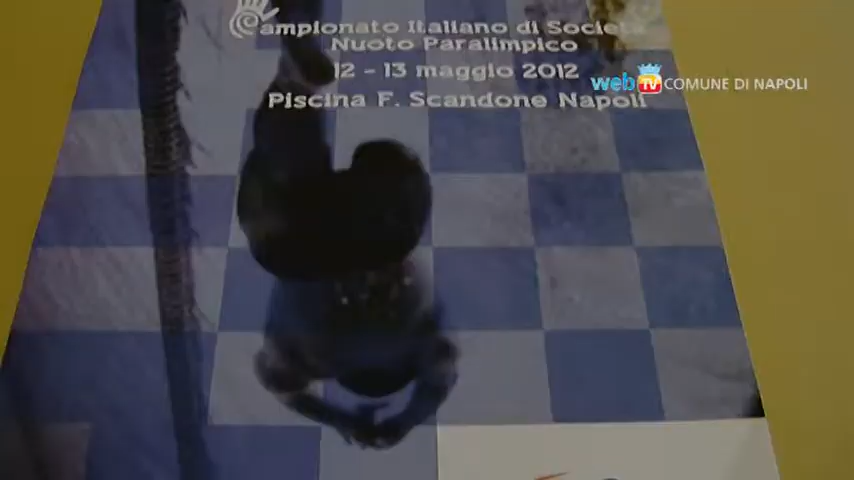 Campionato Italiano di Società
Nuoto Paralimpico
12 - 13 maggio 2012
Piscina F. Scandone Napoli
web TV COMUNE DI NAPOLI